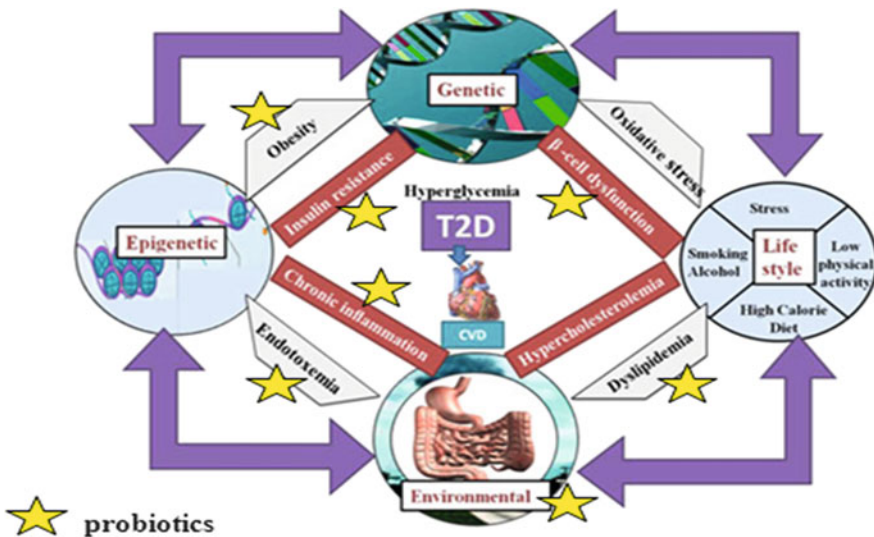 Genetic
Obesity
Oxidative stress
Insulin resistance
β-cell dysfunction
Hyperglycemia
T2D
Epigenetic
Stress
Smoking
Alcohol
Life
style
Low
physical
activity
High Calorie
Diet
Chronic inflammation
Hypercholesterolemia
CVD
Endotoxemia
Dyslipidemia
Environmental
probiotics